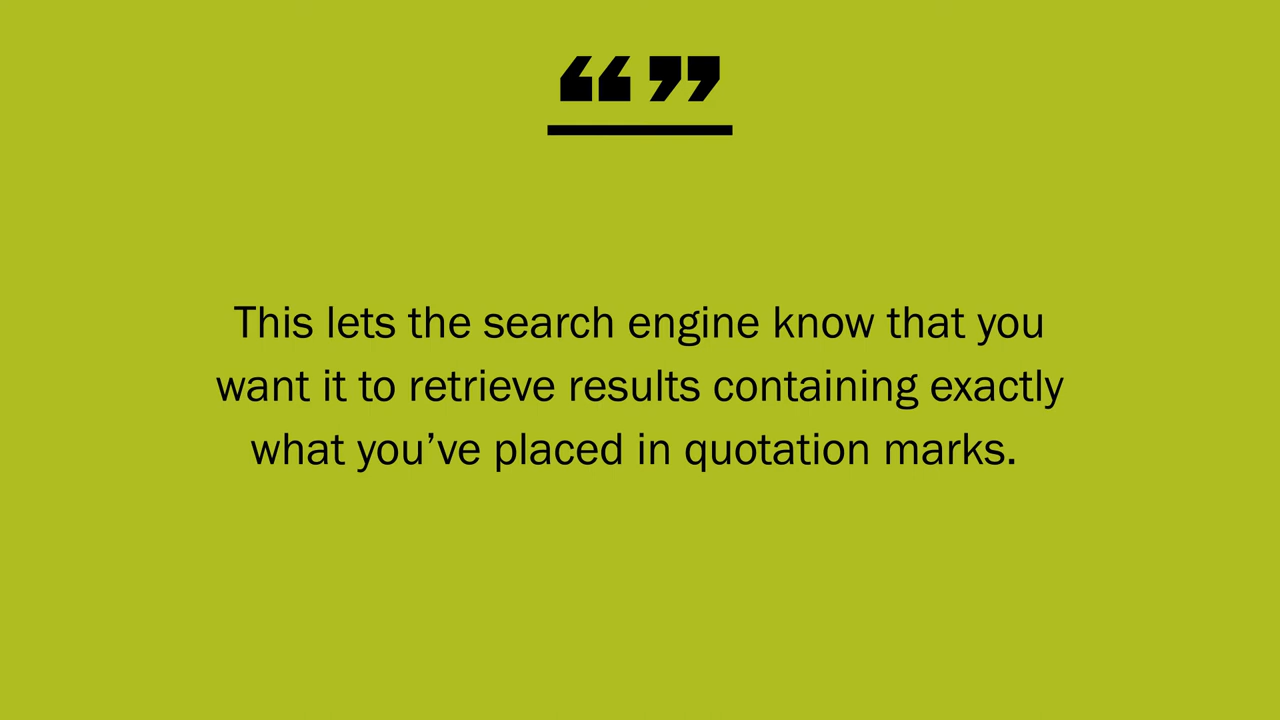 “ ”
This lets the search engine know that you
want it to retrieve results containing exactly
what you’ve placed in quotation marks.